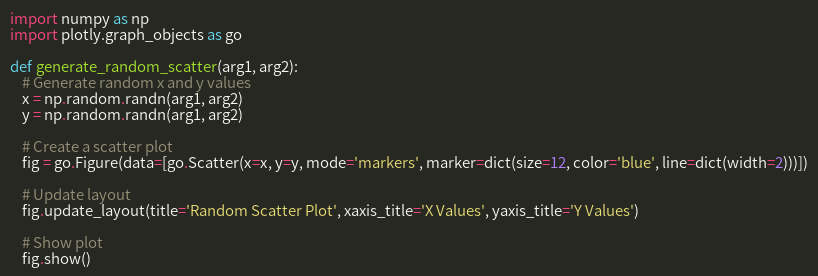 import numpy as np
import plotly.graph_objects as go
def generate_random_scatter(arg1, arg2):
# Generate random x and y values
x = np.random.randn(arg1, arg2)
y = np.random.randn(arg1, arg2)
# Create a scatter plot
fig = go.Figure(data=[go.Scatter(x=x, y=y, mode='markers', marker=dict(size=12, color='blue', line=dict(width=2)))])
# Update layout
fig.update_layout(title='Random Scatter Plot', xaxis_title='X Values', yaxis_title='Y Values')
# Show plot
fig.show()